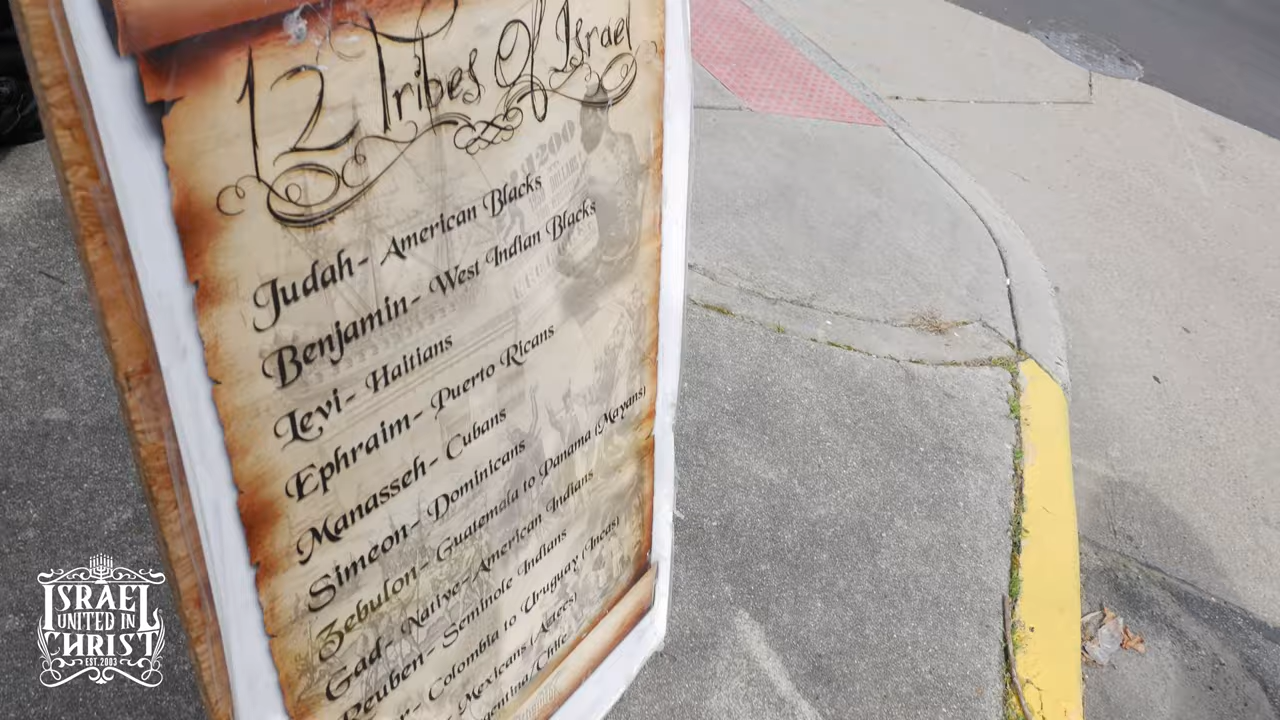 12 Tribes Of Israel
Judah- American Blacks
Benjamin- West Indian Blacks
Levi- Haitians
Ephraim- Puerto Ricans
Manasseh- Cubans
Simeon- Dominicans
Zebulon- Guatemala to Panama (Mayans)
Gad- Native-American Indians
Reuben- Seminole Indians
Colombia to Uruguay (Incas)
Mexicans (Aztecs)
1200
DOLLARS
ISRAEL
UNITED IN
CHRIST
EST. 2003